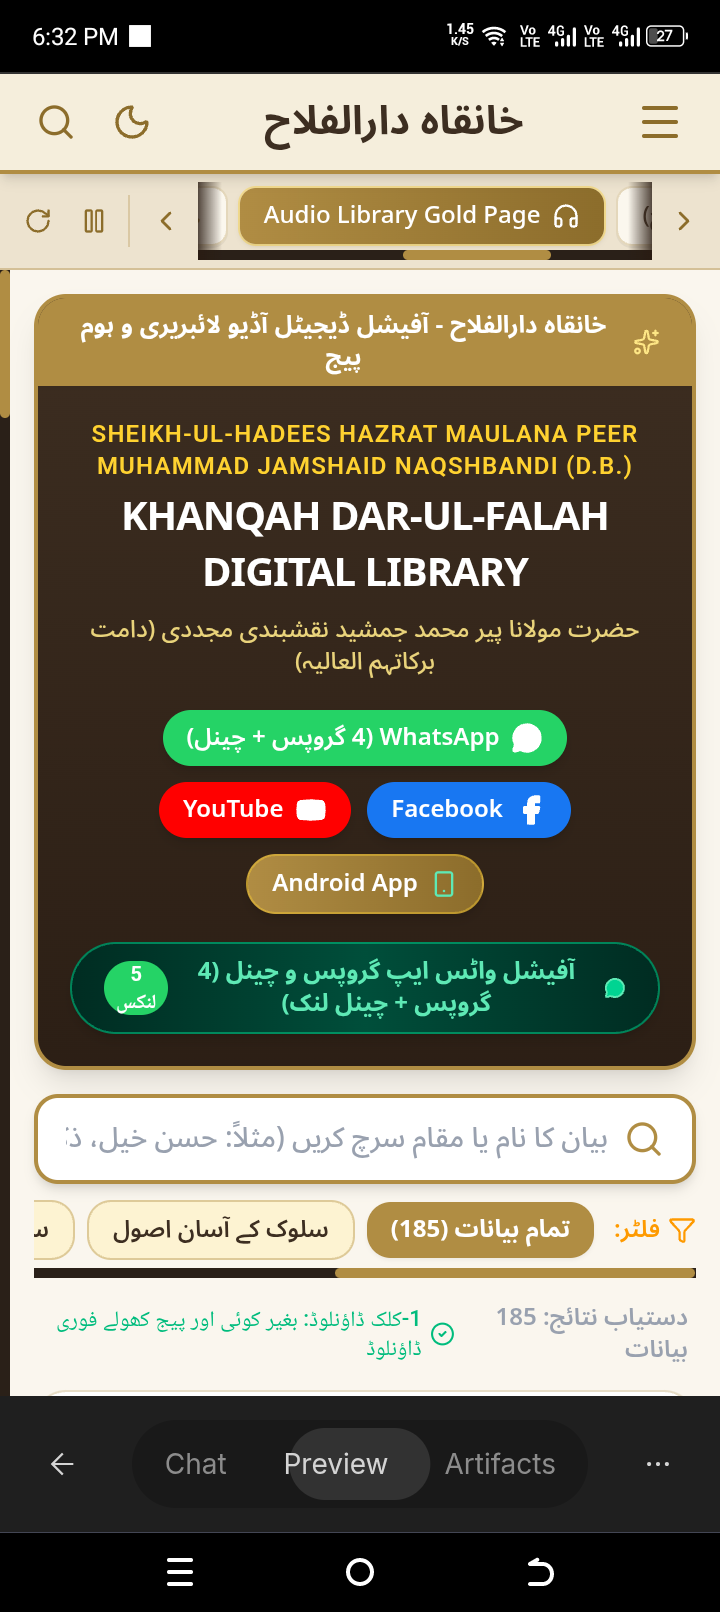 6:32 PM
1.45 K/S
Vo LTE 4G Vo LTE 4G 27
خانقاہ دارالفلاح
Audio Library Gold Page
خانقاہ دارالفلاح - آفیشل ڈیجیٹل آڈیو لائبریری و ہوم
پیج
SHEIKH-UL-HADEES HAZRAT MAULANA PEER
MUHAMMAD JAMSHAID NAQSHBANDI (D.B.)
KHANQAH DAR-UL-FALAH
DIGITAL LIBRARY
حضرت مولانا پیر محمد جمشید نقشبندی مجددی (دامت
برکاتہم العالیہ)
WhatsApp (4 گروپس + چینل)
Facebook
YouTube
Android App
آفیشل واٹس ایپ گروپس و چینل (4
گروپس + چینل لنک)
5
لنکس
بیان کا نام یا مقام سرچ کریں (مثلاً: حسن خیل،
فلٹر:
تمام بیانات (185)
سلوک کے آسان اصول
دستیاب نتائج: 185
بیانات
1-کلک ڈاؤنلوڈ: بغیر کوئی اور پیج کھولے فوری
ڈاؤنلوڈ
Chat
Preview
Artifacts